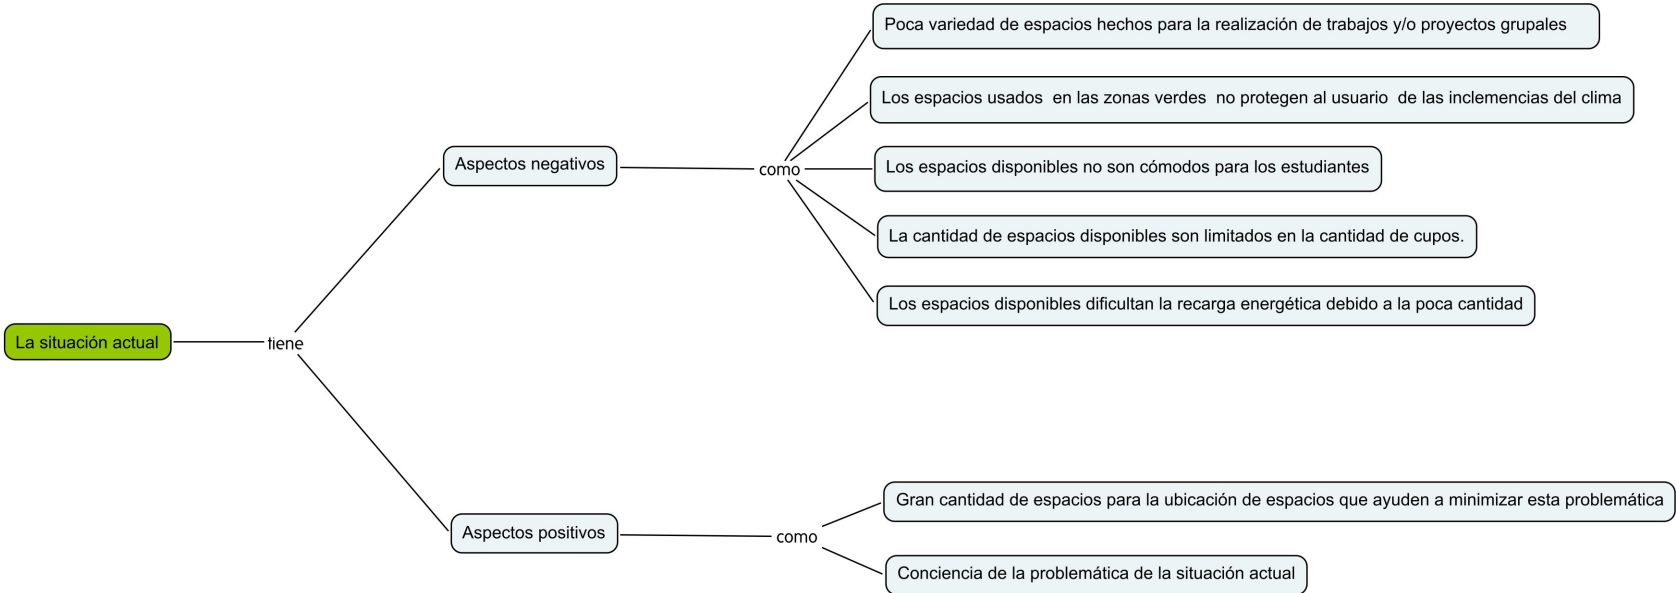 La situación actual
tiene
Aspectos negativos
como
Poca variedad de espacios hechos para la realización de trabajos y/o proyectos grupales
Los espacios usados  en las zonas verdes  no protegen al usuario  de las inclemencias del clima
Los espacios disponibles no son cómodos para los estudiantes
La cantidad de espacios disponibles son limitados en la cantidad de cupos.
Los espacios disponibles dificultan la recarga energética debido a la poca cantidad
Aspectos positivos
como
Gran cantidad de espacios para la ubicación de espacios que ayuden a minimizar esta problemática
Conciencia de la problemática de la situación actual